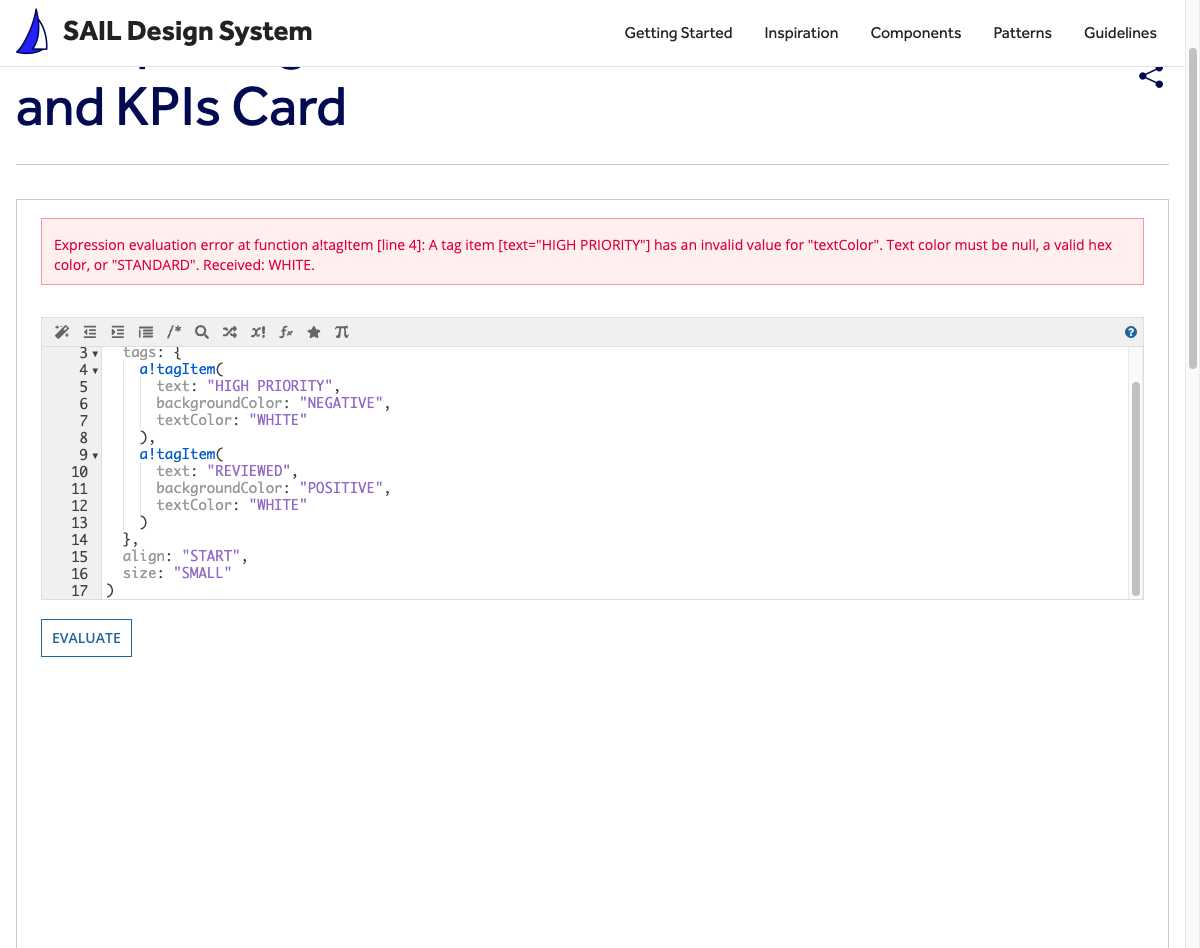 SAIL Design System
Getting Started
Inspiration
Components
Patterns
Guidelines
and KPIs Card
Expression evaluation error at function a!tagItem [line 4]: A tag item [text="HIGH PRIORITY"] has an invalid value for "textColor". Text color must be null, a valid hex
color, or "STANDARD". Received: WHITE.
/*
x!
3 tags: {
4 a!tagItem(
5 text: "HIGH PRIORITY",
6 backgroundColor: "NEGATIVE",
7 textColor: "WHITE"
8 ),
9 a!tagItem(
10 text: "REVIEWED",
11 backgroundColor: "POSITIVE",
12 textColor: "WHITE"
13 )
14 },
15 align: "START",
16 size: "SMALL"
17 )
EVALUATE